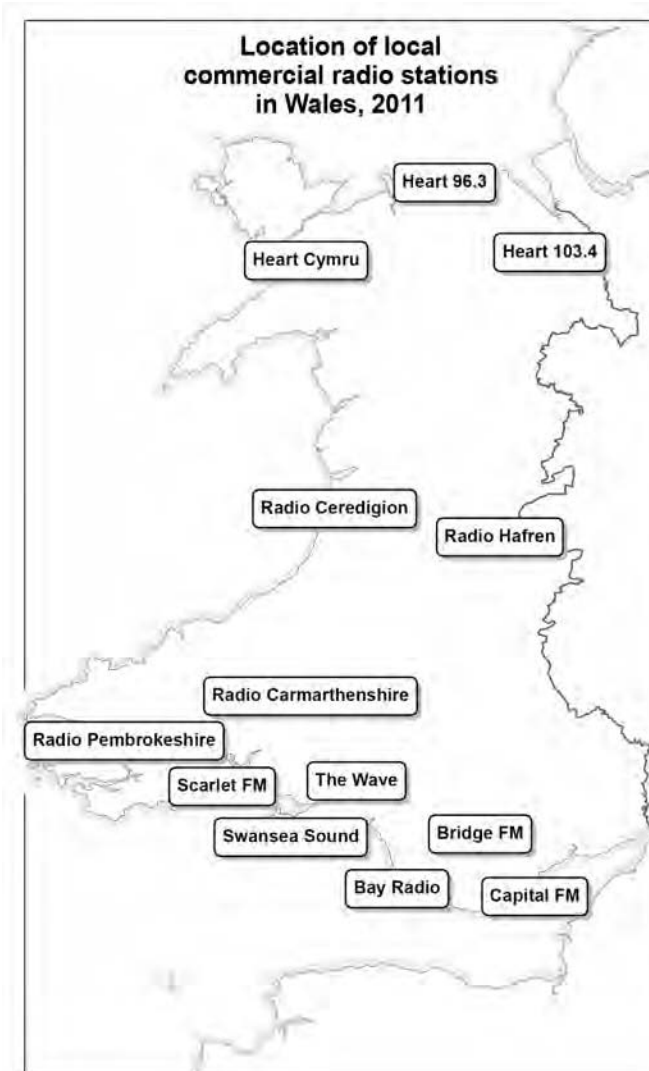 Location of local
commercial radio stations
in Wales, 2011
Heart 96.3
Heart Cymru
Heart 103.4
Radio Ceredigion
Radio Hafren
Radio Carmarthenshire
Radio Pembrokeshire
Scarlet FM
The Wave
Swansea Sound
Bridge FM
Bay Radio
Capital FM